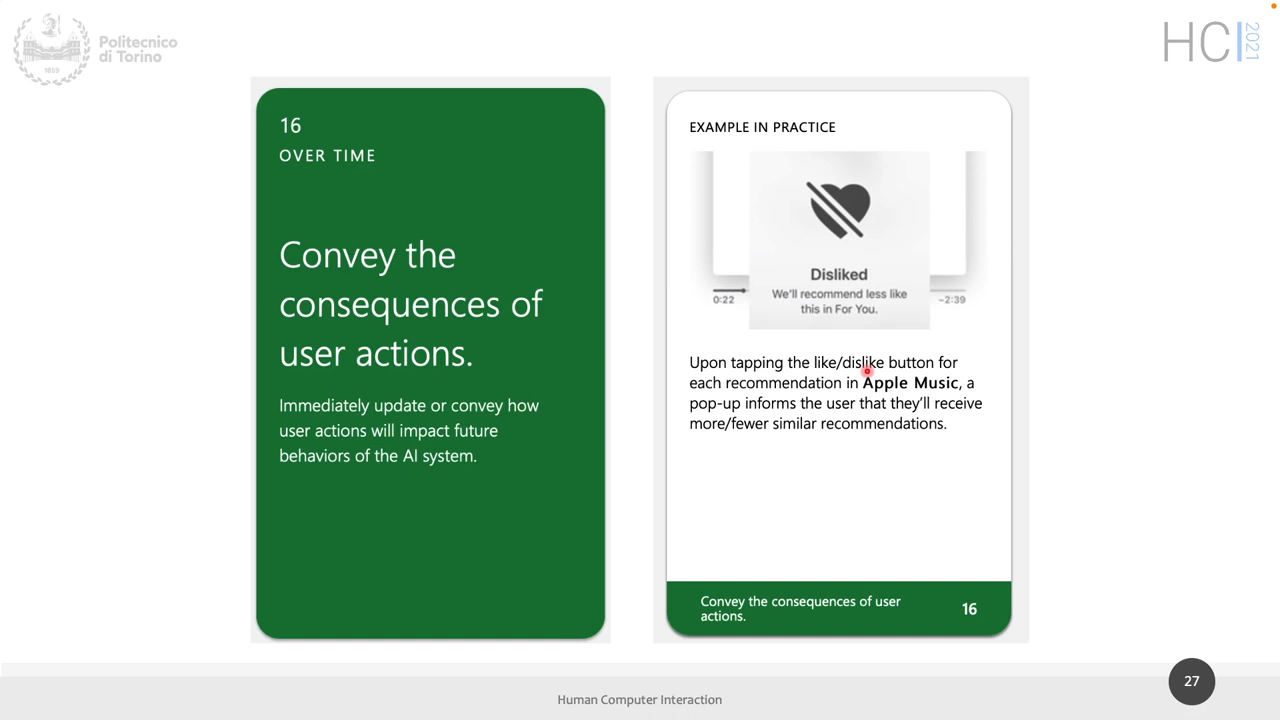 Politecnico
di Torino
1859
HCI
2021
16
OVER TIME
Convey the
consequences of
user actions.
Immediately update or convey how
user actions will impact future
behaviors of the AI system.
EXAMPLE IN PRACTICE
Disliked
We'll recommend less like
this in For You.
0:22
-2:39
Upon tapping the like/dislike button for
each recommendation in Apple Music, a
pop-up informs the user that they'll receive
more/fewer similar recommendations.
Convey the consequences of user
actions.
16
Human Computer Interaction
27